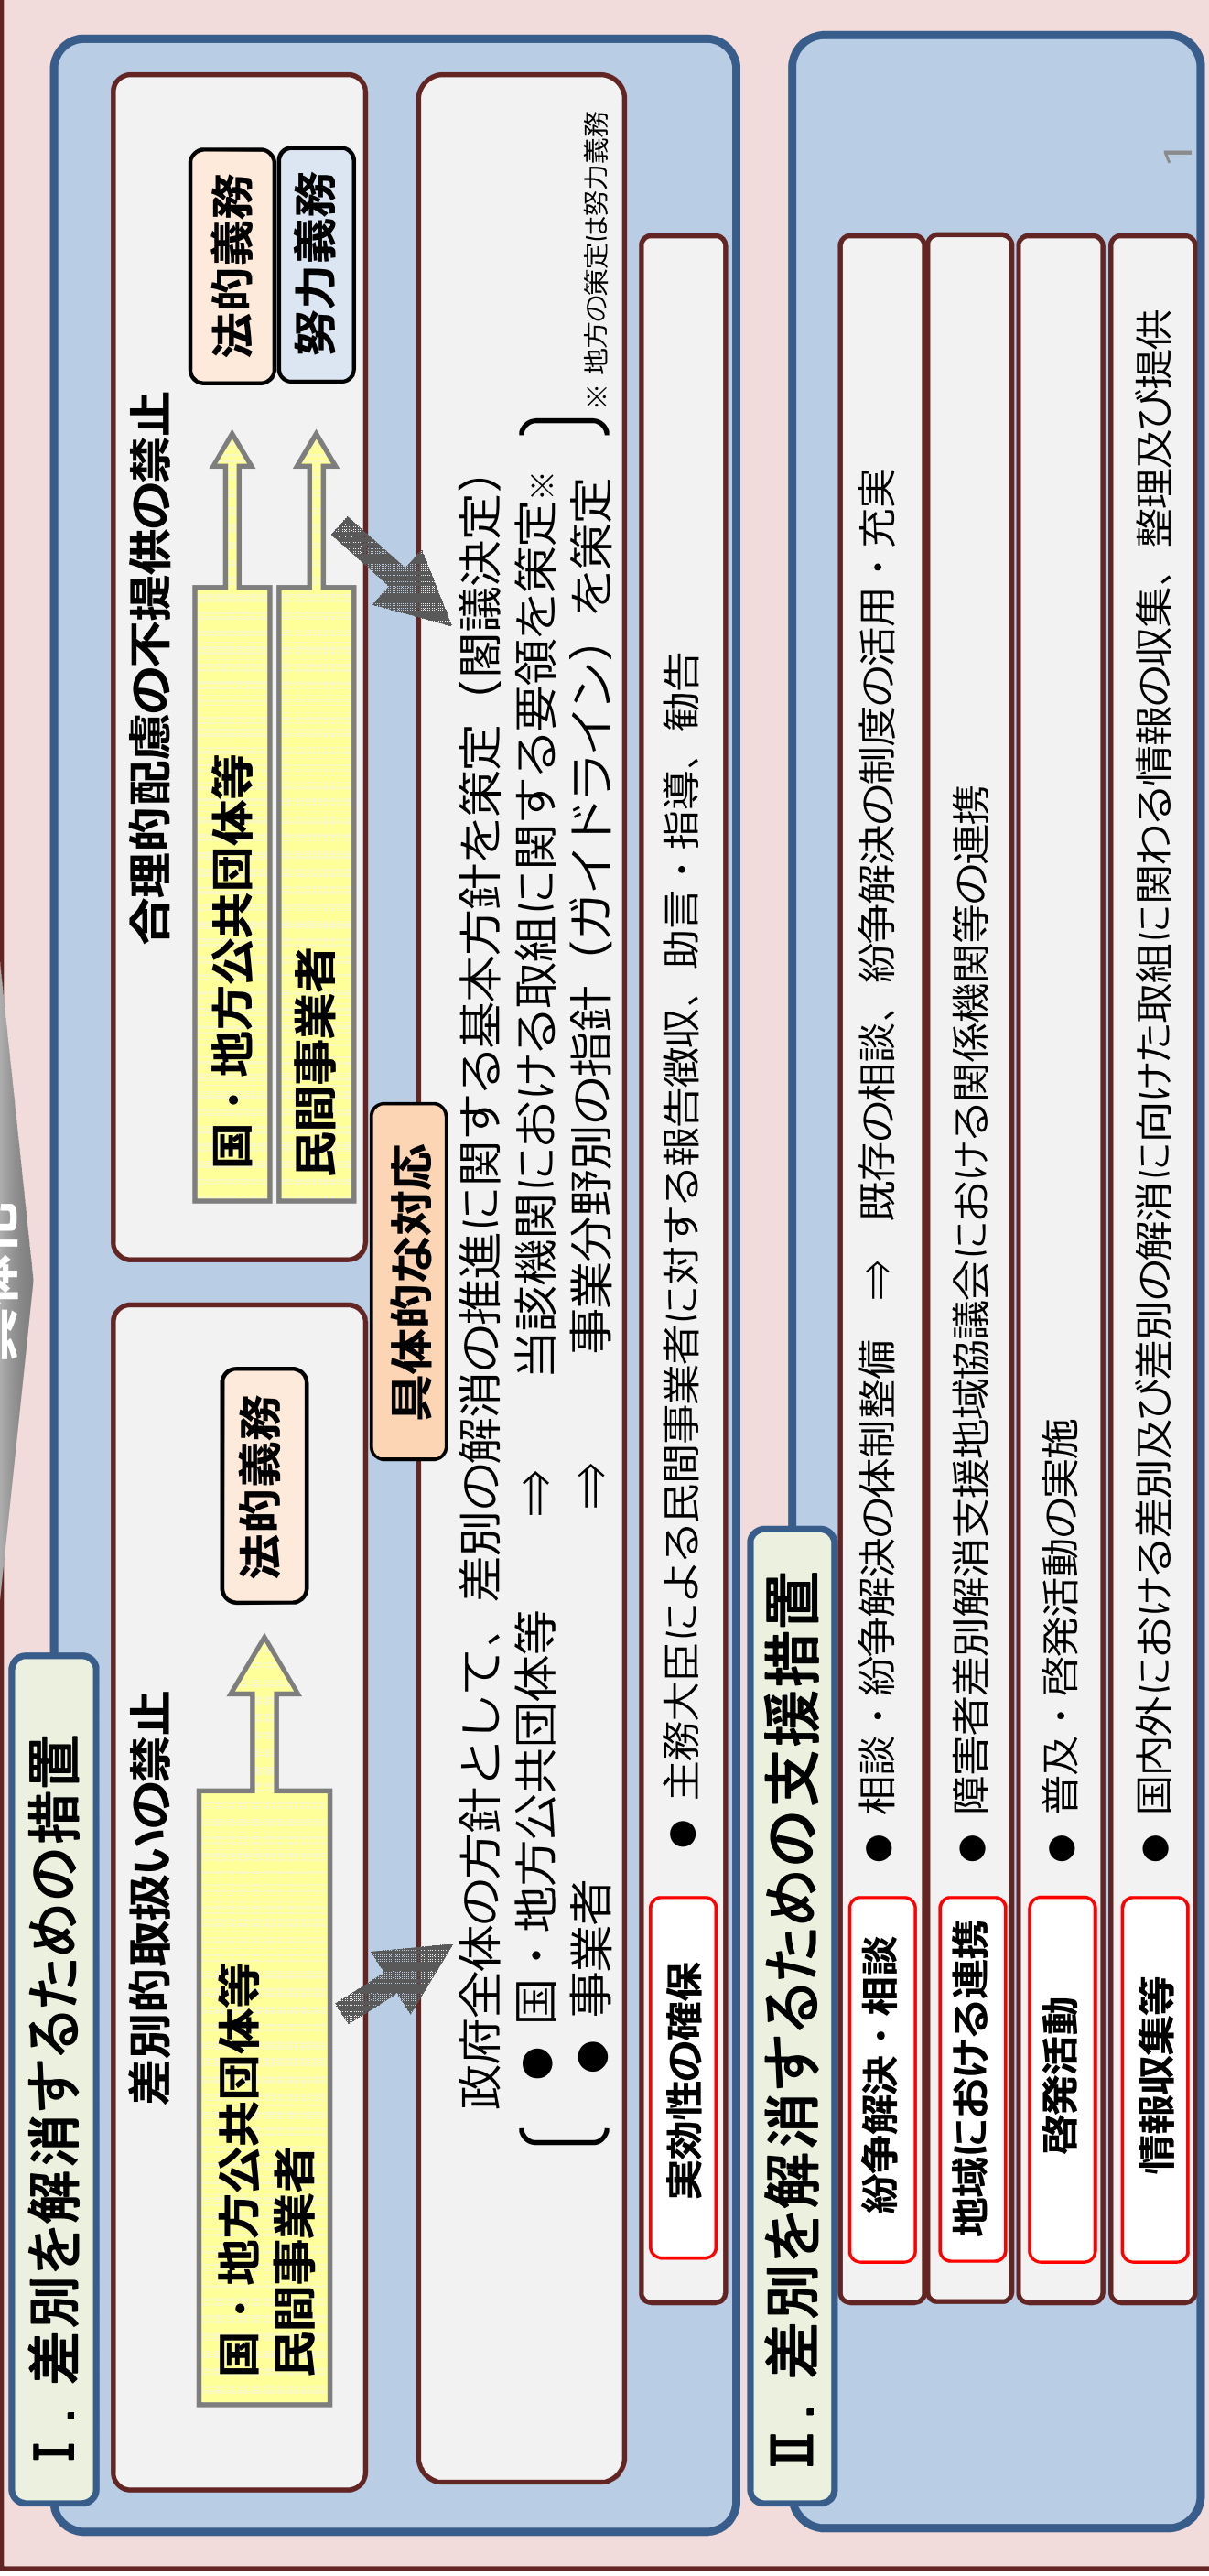 Ⅰ．差別を解消するための措置
差別的取扱いの禁止
国・地方公共団体等
民間事業者
法的義務
合理的配慮の不提供の禁止
国・地方公共団体等
法的義務
民間事業者
努力義務
具体的な対応
政府全体の方針として、差別の解消の推進に関する基本方針を策定（閣議決定）
● 国・地方公共団体等 ⇒ 当該機関における取組に関する要領を策定※
● 事業者 ⇒ 事業分野別の指針（ガイドライン）を策定
※ 地方の策定は努力義務
実効性の確保
● 主務大臣による民間事業者に対する報告徴収、助言・指導、勧告
Ⅱ．差別を解消するための支援措置
紛争解決・相談
● 相談・紛争解決の体制整備 ⇒ 既存の相談、紛争解決の制度の活用・充実
地域における連携
● 障害者差別解消支援地域協議会における関係機関等の連携
啓発活動
● 普及・啓発活動の実施
情報収集等
● 国内外における差別及び差別の解消に向けた取組に関わる情報の収集、整理及び提供
1